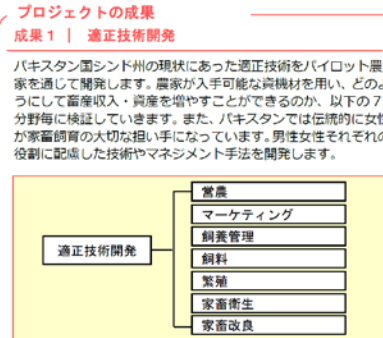 プロジェクトの成果
成果1 | 適正技術開発
パキスタン国シンド州の現状にあった適正技術をパイロット農
家を通じて開発します。農家が入手可能な資機材を用い、どのよ
うにして畜産収入・資産を増やすことができるのか、以下の7
分野毎に検証していきます。また、パキスタンでは伝統的に女性
が家畜飼育の大切な担い手になっています。男性女性それぞれの
役割に配慮した技術やマネジメント手法を開発します。
適正技術開発
営農
マーケティング
飼養管理
飼料
繁殖
家畜衛生
家畜改良